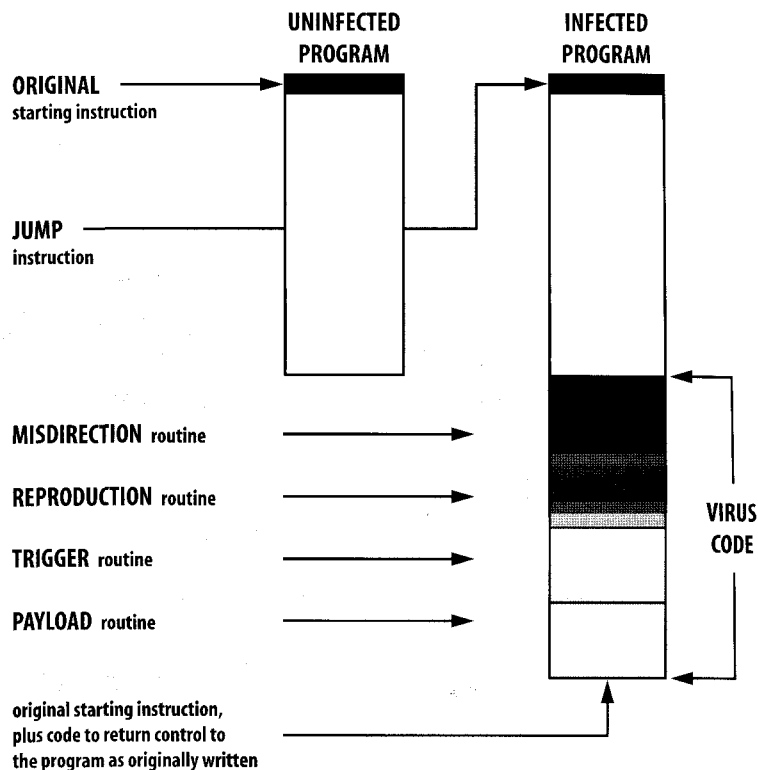 UNINFECTED
PROGRAM
INFECTED
PROGRAM
ORIGINAL
starting instruction
JUMP
instruction
MISDIRECTION routine
REPRODUCTION routine
TRIGGER routine
PAYLOAD routine
VIRUS
CODE
original starting instruction,
plus code to return control to
the program as originally written